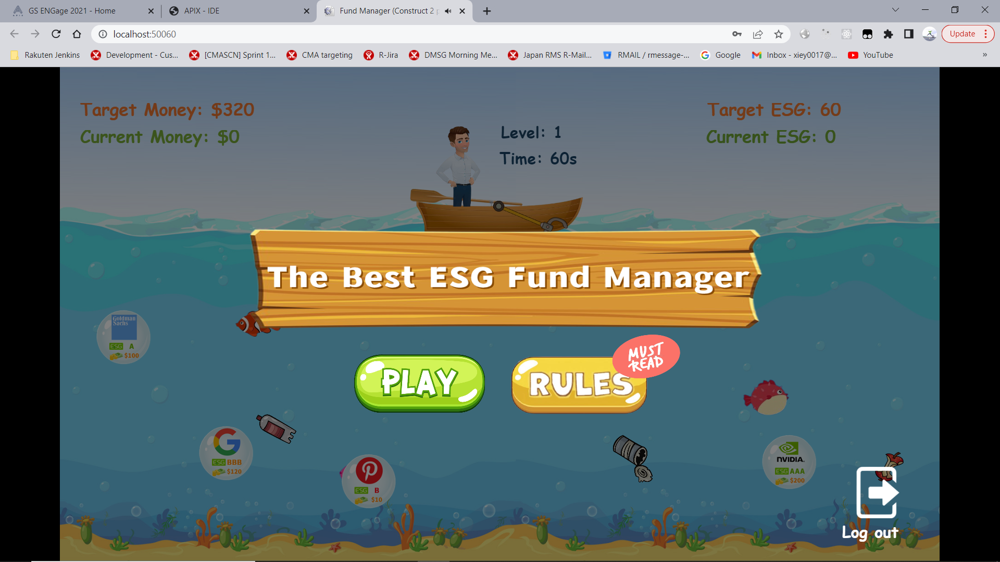 GS ENGage 2021 - Home
APIX - IDE
Fund Manager (Construct 2 p
localhost:50060
Update
Rakuten Jenkins
Development - Cus...
[CMASCN] Sprint 1...
CMA targeting
R-Jira
DMSG Morning Me...
Japan RMS R-Mail...
RMAIL / rmessage-...
Google
Inbox - xiey0017@...
YouTube
»
Target Money: $320
Current Money: $0
Level: 1
Time: 60s
Target ESG: 60
Current ESG: 0
The Best ESG Fund Manager
Goldman
Sachs
ESG A
$100
PLAY
RULES
MUST
READ
G
ESG BBB
$120
ESG B
$10
NVIDIA.
ESG AAA
$200
Log out